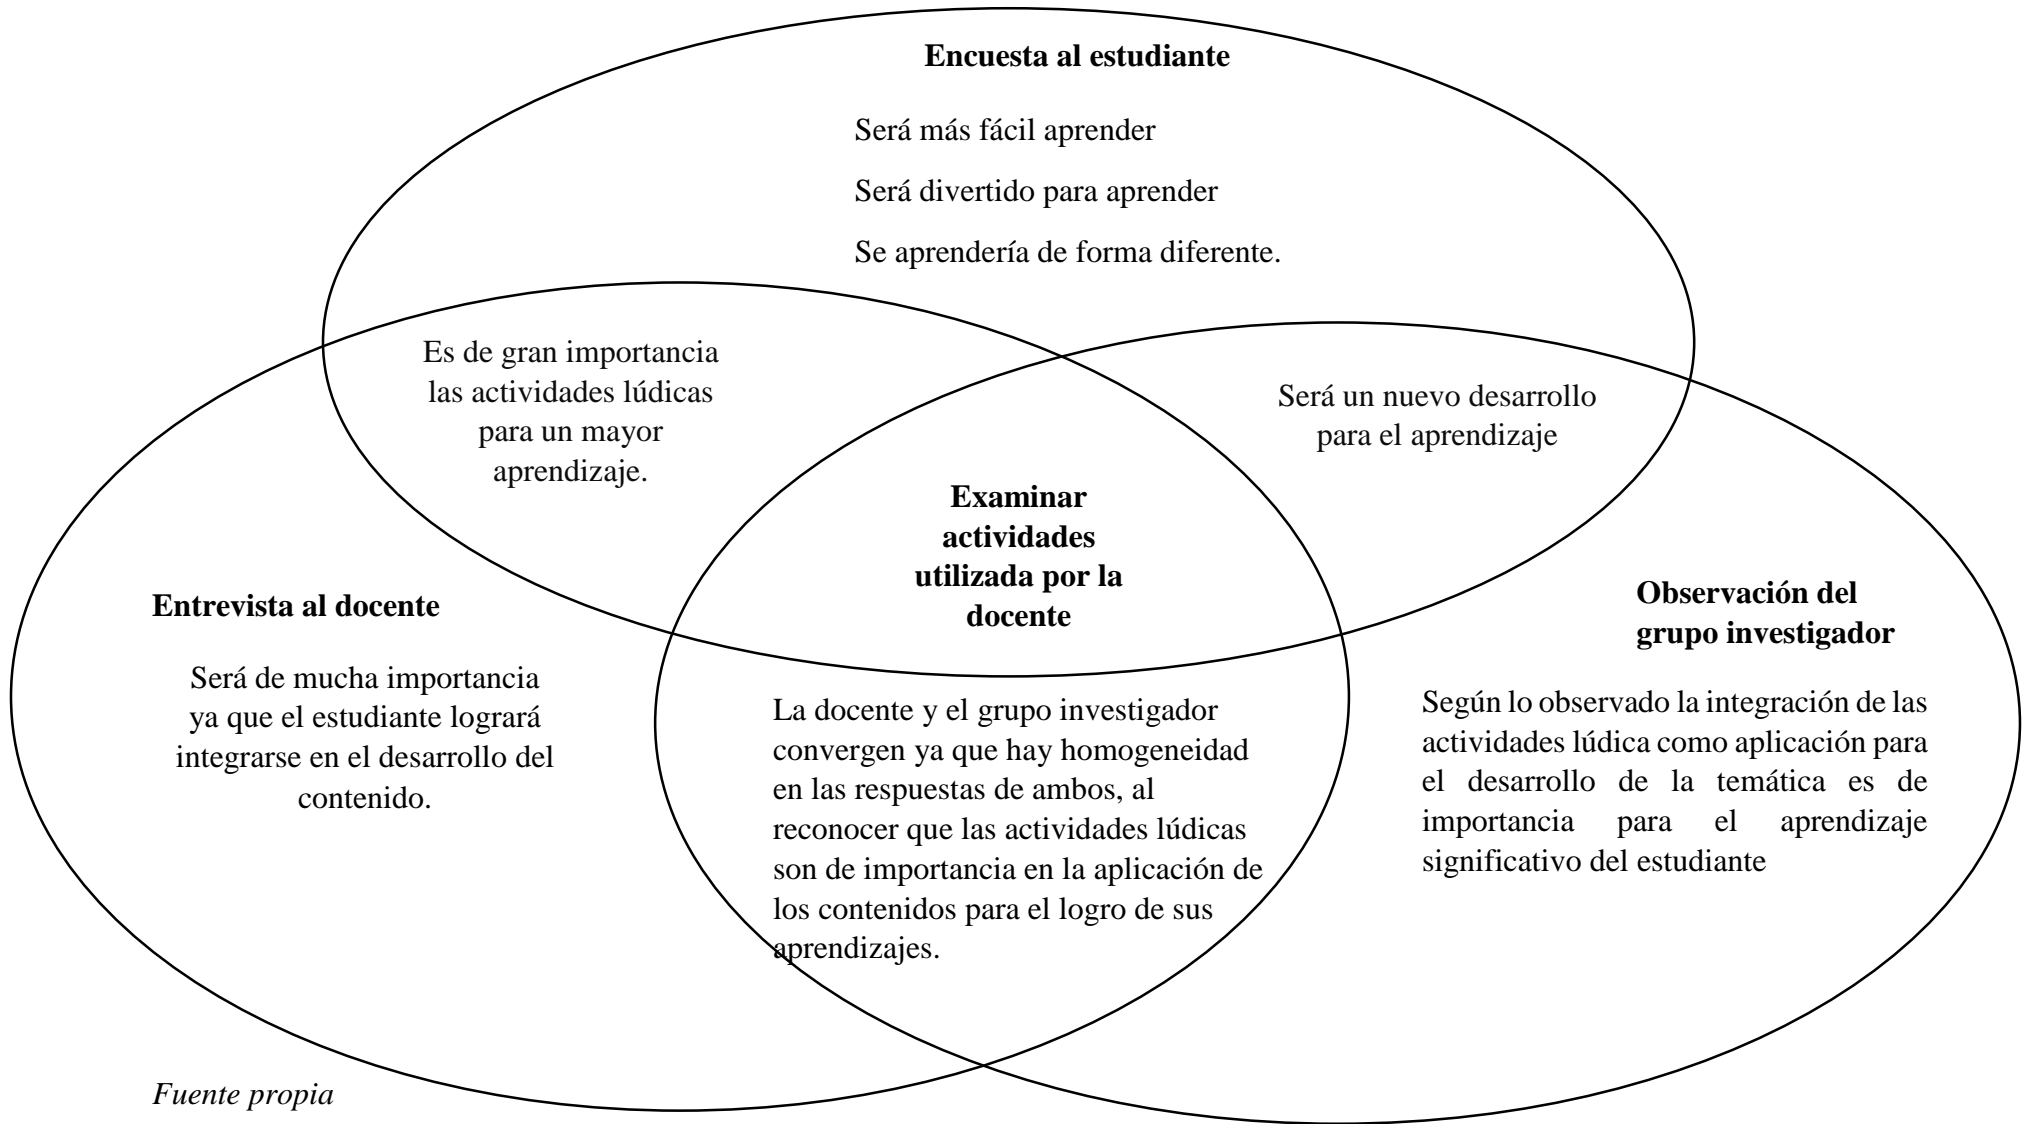 Encuesta al estudiante
Será más fácil aprender
Será divertido para aprender
Se aprendería de forma diferente.
Es de gran importancia
las actividades lúdicas
para un mayor
aprendizaje.
Será un nuevo desarrollo
para el aprendizaje
Examinar
actividades
utilizada por la
docente
Entrevista al docente
Será de mucha importancia
ya que el estudiante logrará
integrarse en el desarrollo del
contenido.
La docente y el grupo investigador
convergen ya que hay homogeneidad
en las respuestas de ambos, al
reconocer que las actividades lúdicas
son de importancia en la aplicación de
los contenidos para el logro de sus
aprendizajes.
Observación del
grupo investigador
Según lo observado la integración de las
actividades lúdica como aplicación para
el desarrollo de la temática es de
importancia para el aprendizaje
significativo del estudiante
Fuente propia